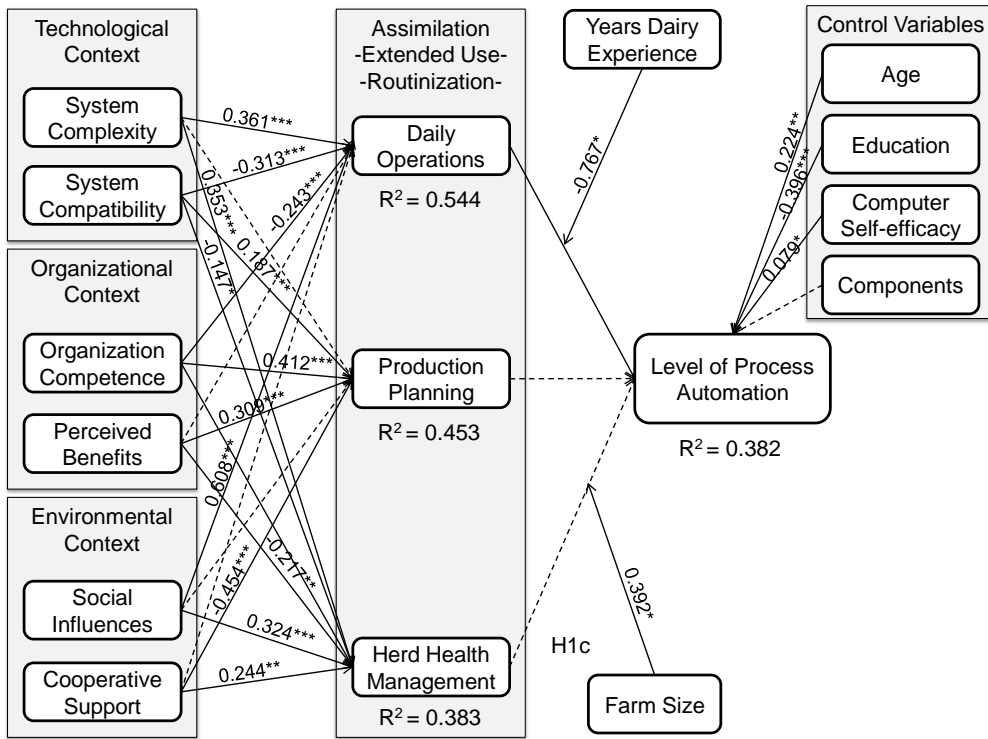 Technological
Context
System
Complexity
System
Compatibility
Organizational
Context
Organization
Competence
Perceived
Benefits
Environmental
Context
Social
Influences
Cooperative
Support
0.361***
-0.313***
-0.243***
0.353***
0.187***
-0.147*
0.412***
0.309***
0.608***
-0.217**
-0.454***
0.324***
0.244**
Assimilation
-Extended Use-
-Routinization-
Daily
Operations
R² = 0.544
Production
Planning
R² = 0.453
Herd Health
Management
R² = 0.383
Years Dairy
Experience
-0.767*
Level of Process
Automation
R² = 0.382
0.392*
H1c
Farm Size
Control Variables
Age
Education
Computer
Self-efficacy
Components
0.224**
-0.396***
0.079*